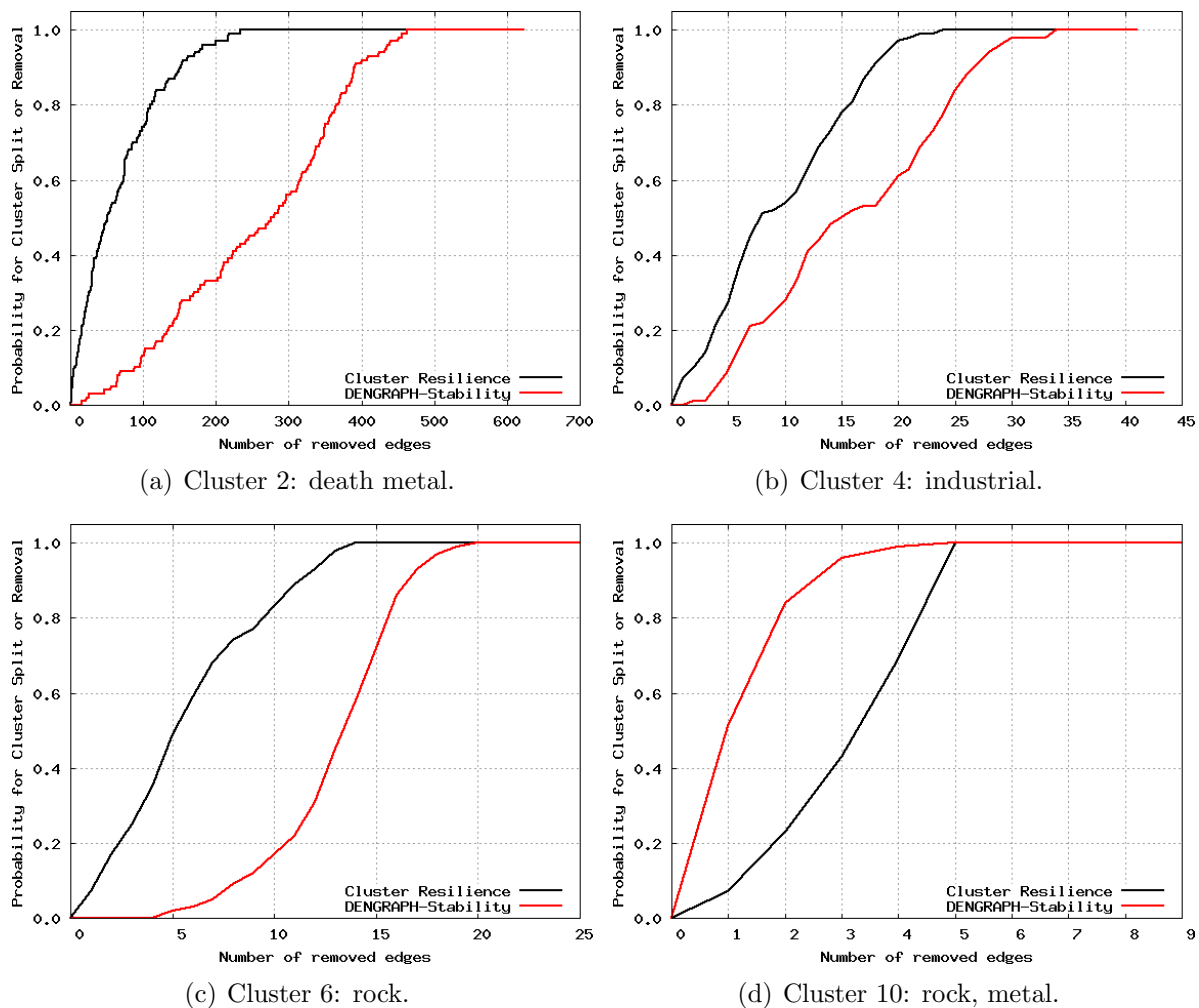 Probability for Cluster Split or Removal
1.0
0.8
0.6
0.4
0.2
0.0
Cluster Resilience
DENGRAPH-Stability
0 100 200 300 400 500 600 700
Number of removed edges
(a) Cluster 2: death metal.
Probability for Cluster Split or Removal
1.0
0.8
0.6
0.4
0.2
0.0
Cluster Resilience
DENGRAPH-Stability
0 5 10 15 20 25 30 35 40 45
Number of removed edges
(b) Cluster 4: industrial.
Probability for Cluster Split or Removal
1.0
0.8
0.6
0.4
0.2
0.0
Cluster Resilience
DENGRAPH-Stability
0 5 10 15 20 25
Number of removed edges
(c) Cluster 6: rock.
Probability for Cluster Split or Removal
1.0
0.8
0.6
0.4
0.2
0.0
Cluster Resilience
DENGRAPH-Stability
0 1 2 3 4 5 6 7 8 9
Number of removed edges
(d) Cluster 10: rock, metal.